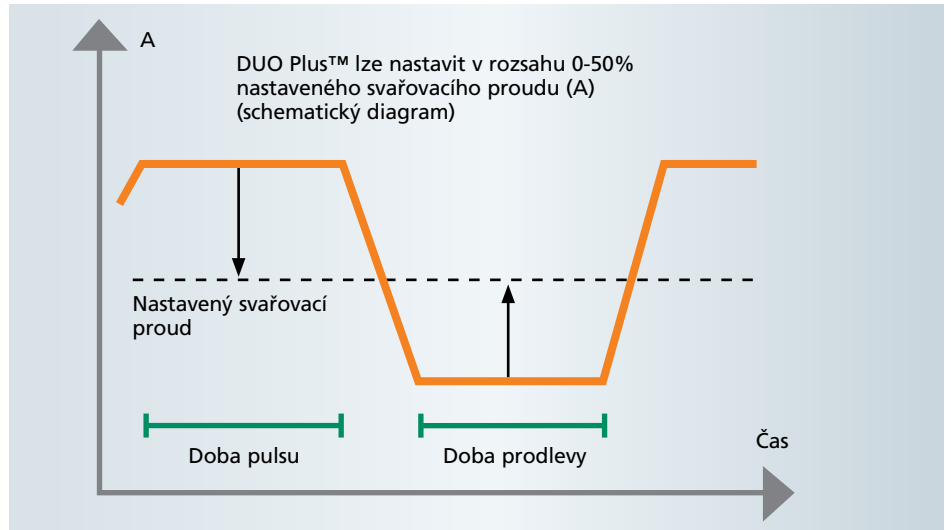 A
DUO Plus™ lze nastavit v rozsahu 0-50%
nastaveného svařovacího proudu (A)
(schematický diagram)
Nastavený svařovací
proud
Doba pulsu
Doba prodlevy
Čas